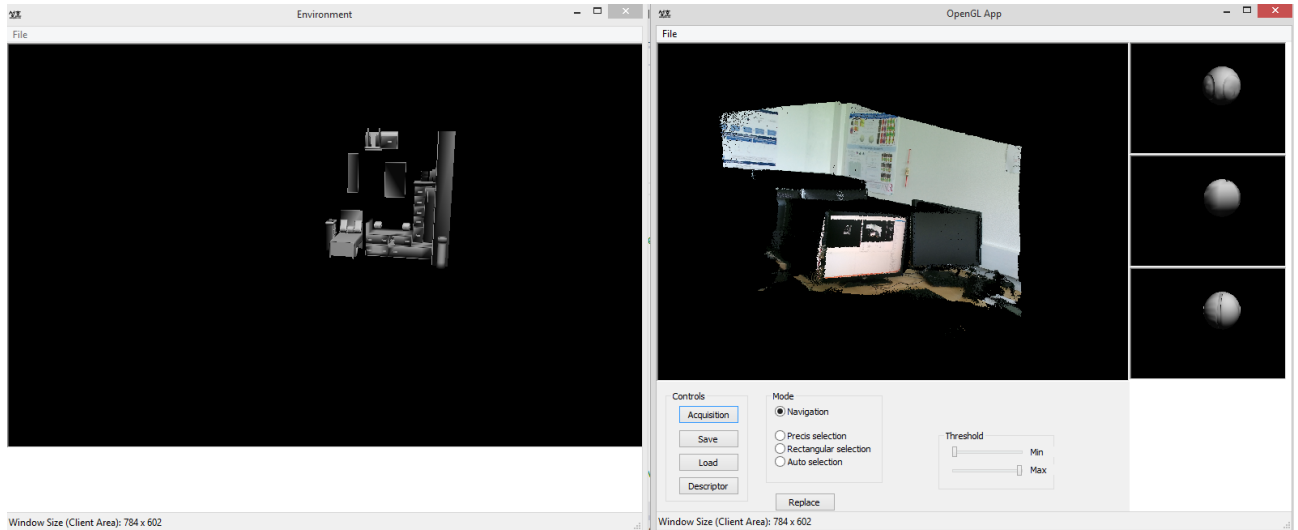 Environment
File
Window Size (Client Area): 784 x 602
OpenGL App
File
Controls
Acquisition
Save
Load
Descriptor
Mode
Navigation
Precis selection
Rectangular selection
Auto selection
Replace
Threshold
Min
Max
Window Size (Client Area): 784 x 602